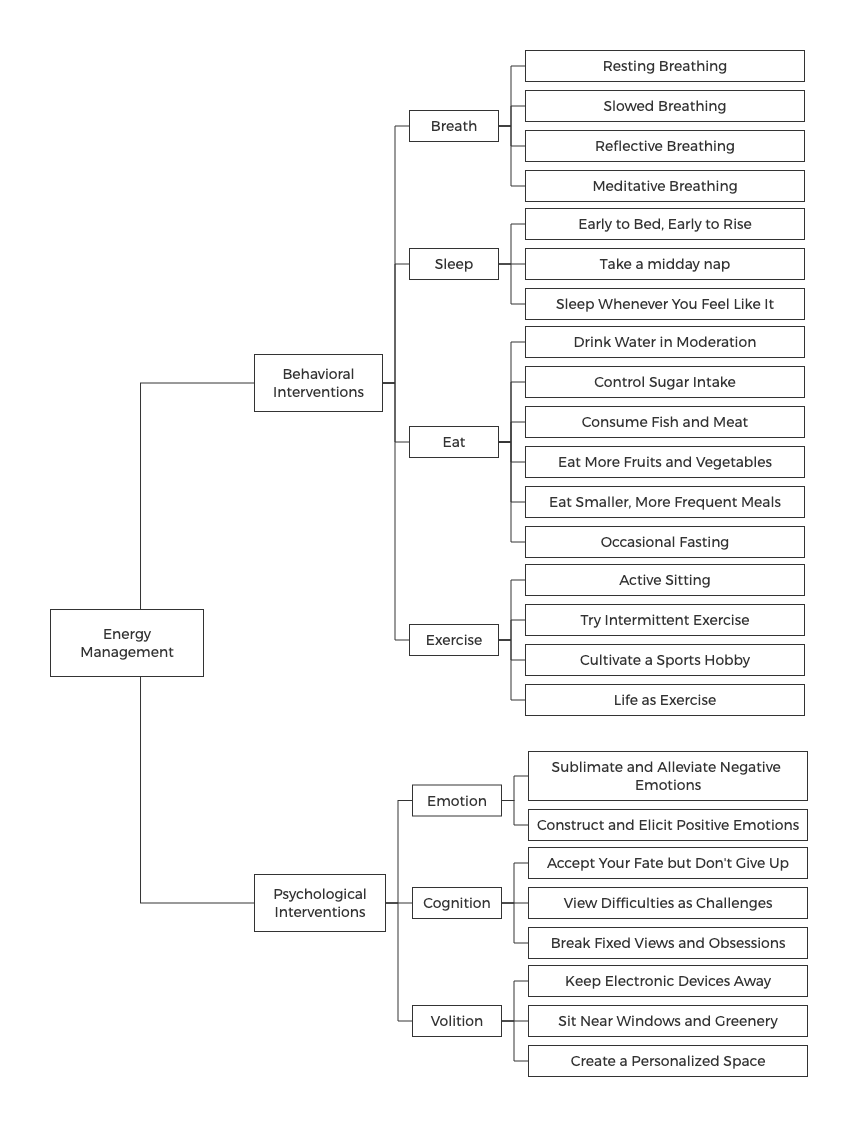 Energy
Management
Behavioral
Interventions
Breath
Resting Breathing
Slowed Breathing
Reflective Breathing
Meditative Breathing
Sleep
Early to Bed, Early to Rise
Take a midday nap
Sleep Whenever You Feel Like It
Eat
Drink Water in Moderation
Control Sugar Intake
Consume Fish and Meat
Eat More Fruits and Vegetables
Eat Smaller, More Frequent Meals
Occasional Fasting
Exercise
Active Sitting
Try Intermittent Exercise
Cultivate a Sports Hobby
Life as Exercise
Psychological
Interventions
Emotion
Sublimate and Alleviate Negative
Emotions
Construct and Elicit Positive Emotions
Cognition
Accept Your Fate but Don't Give Up
View Difficulties as Challenges
Break Fixed Views and Obsessions
Volition
Keep Electronic Devices Away
Sit Near Windows and Greenery
Create a Personalized Space